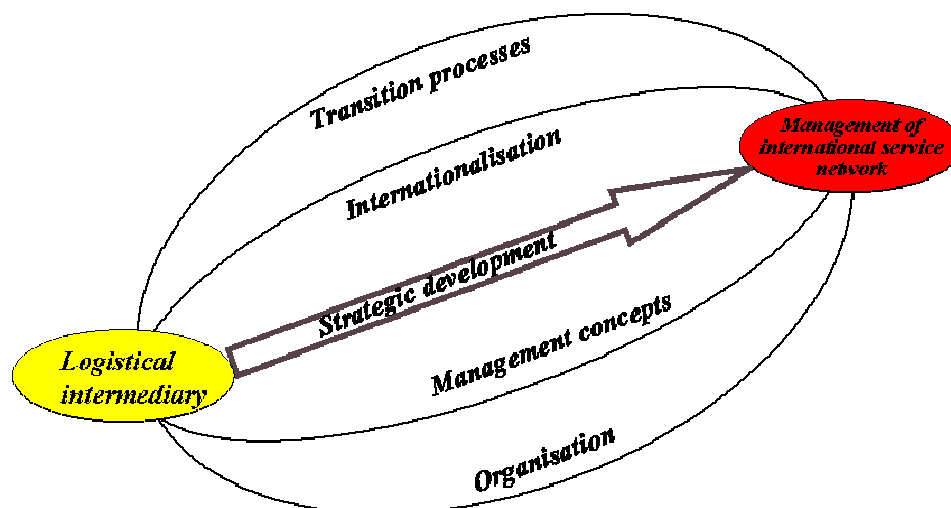 Transition processes
Internationalisation
Management of
international service
network
Strategic development
Logistical
intermediary
Management concepts
Organisation